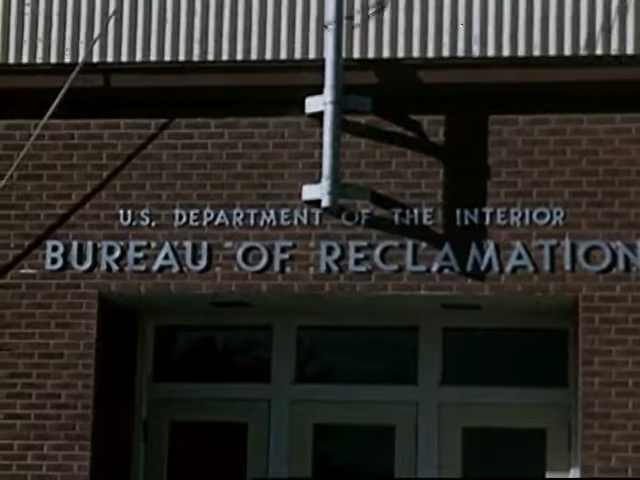 U.S. DEPARTMENT OF THE INTERIOR
BUREAU OF RECLAMATION